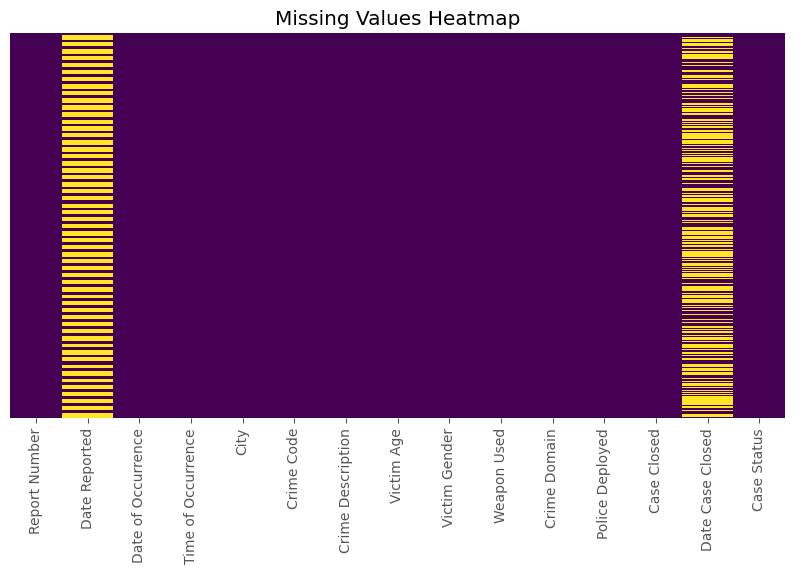 Missing Values Heatmap
Report Number
Date Reported
Date of Occurrence
Time of Occurrence
City
Crime Code
Crime Description
Victim Age
Victim Gender
Weapon Used
Crime Domain
Police Deployed
Case Closed
Date Case Closed
Case Status